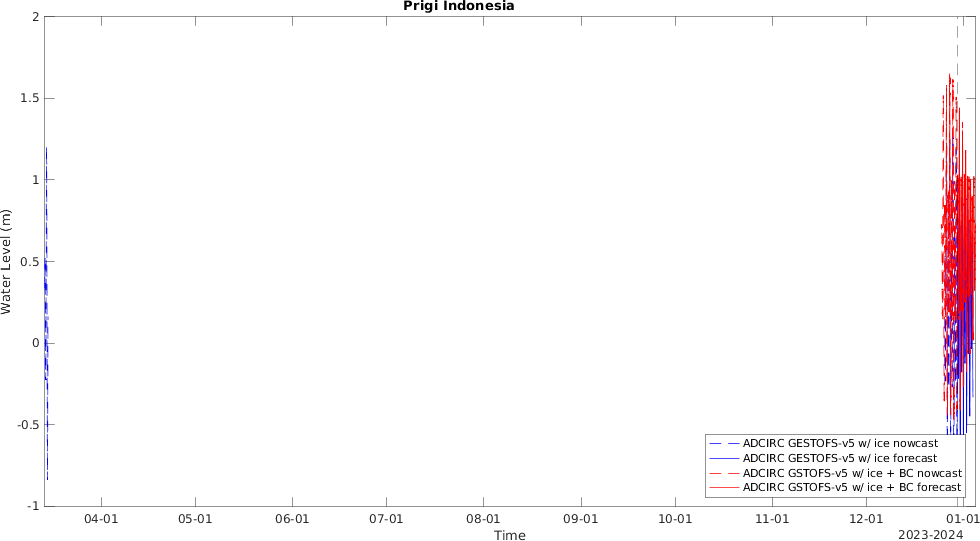 Prigi Indonesia
2
1.5
1
0.5
0
-0.5
-1
Water Level (m)
04-01 05-01 06-01 07-01 08-01 09-01 10-01 11-01 12-01 01-01
Time
2023-2024
ADCIRC GESTOFS-v5 w/ ice nowcast
ADCIRC GESTOFS-v5 w/ ice forecast
ADCIRC GSTOFS-v5 w/ ice + BC nowcast
ADCIRC GSTOFS-v5 w/ ice + BC forecast